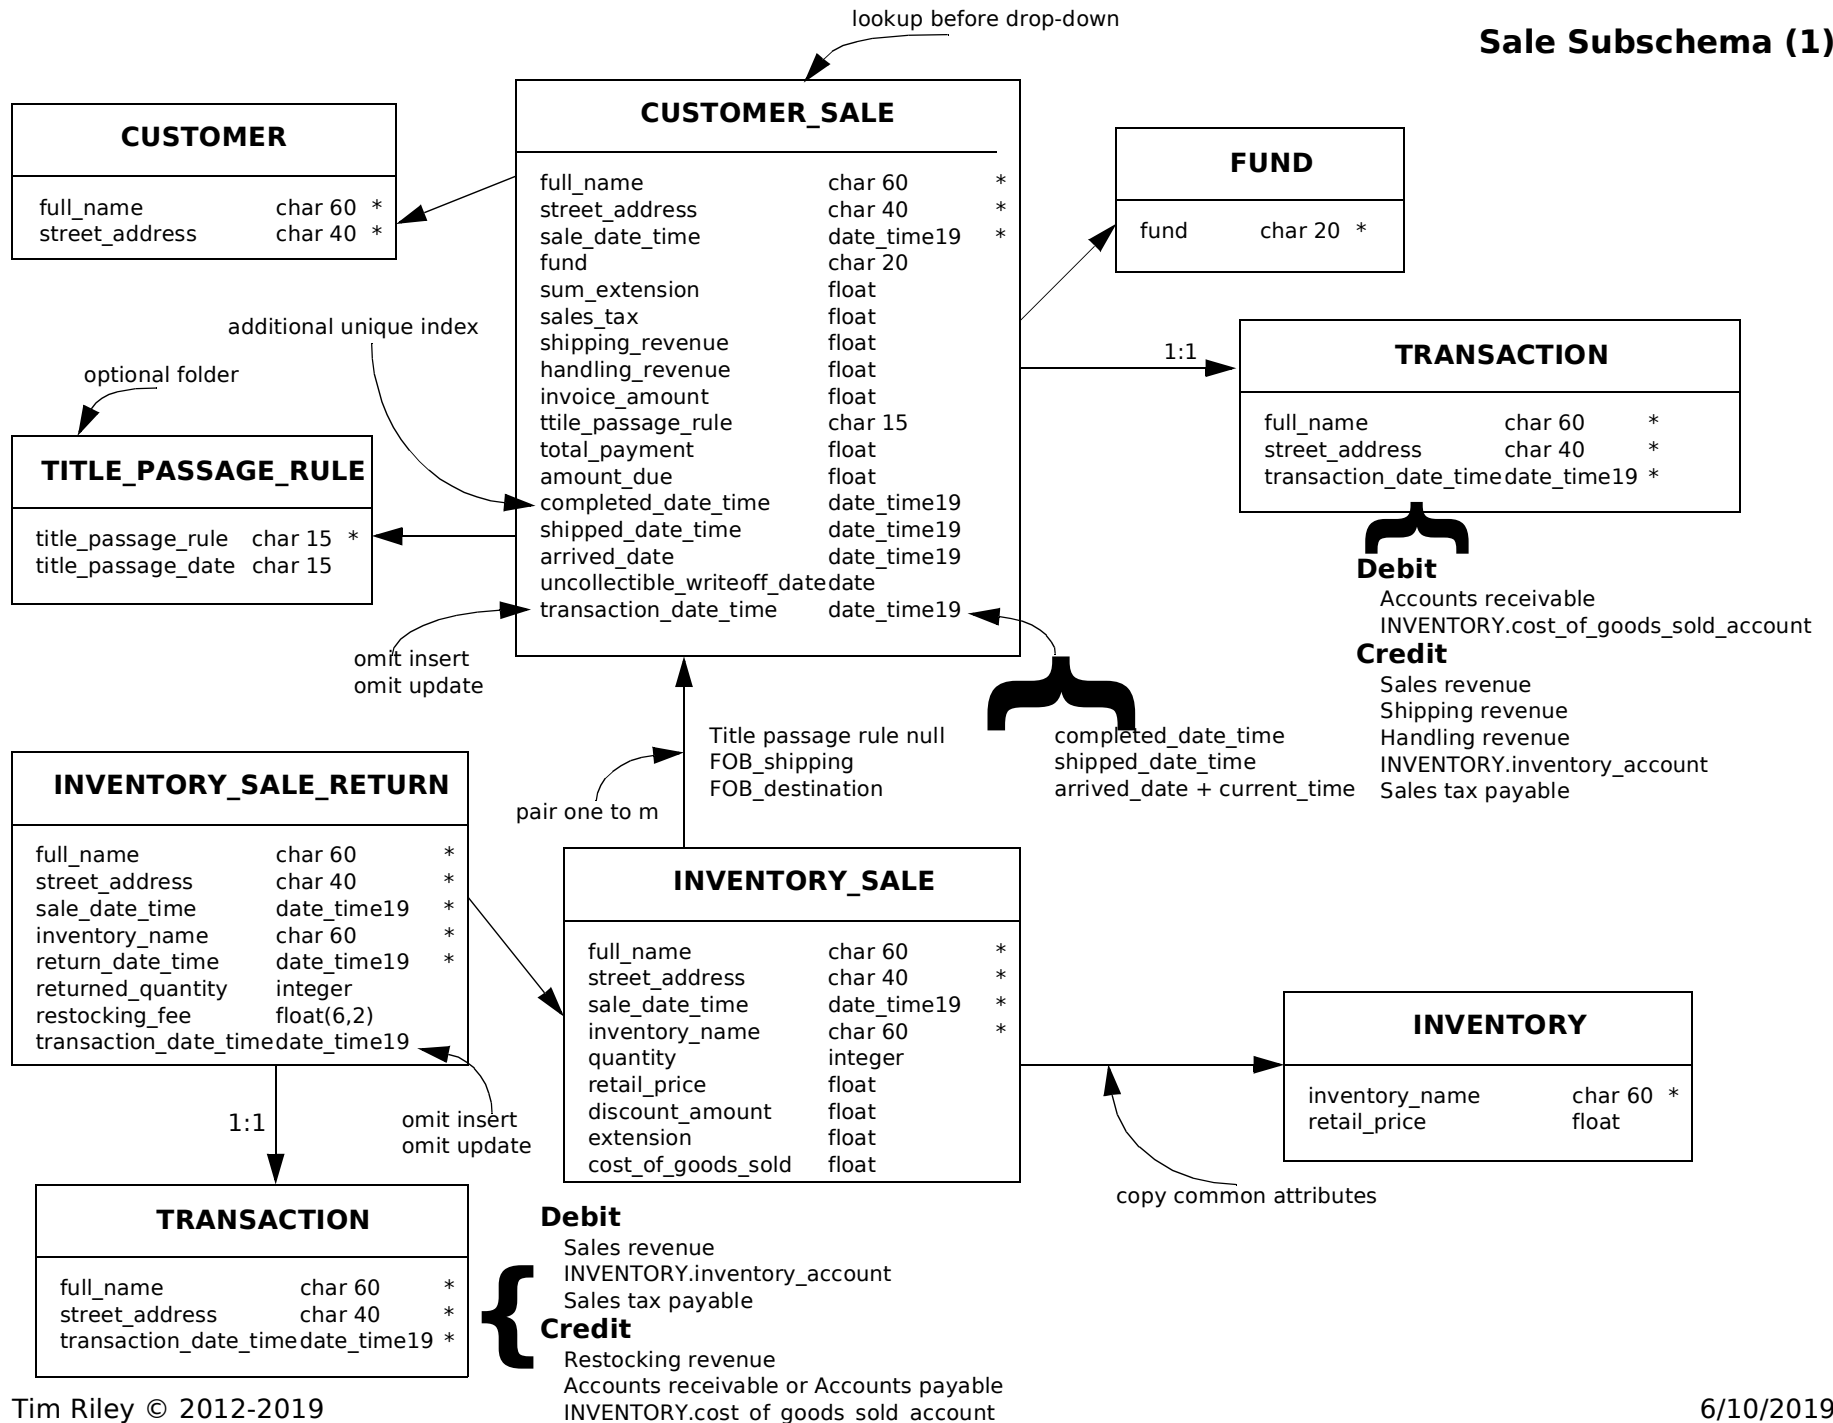 lookup before drop-down
Sale Subschema (1)
CUSTOMER
full_name char 60 *
street_address char 40 *
CUSTOMER_SALE
full_name char 60 *
street_address char 40 *
sale_date_time date_time19 *
fund char 20
sum_extension float
sales_tax float
shipping_revenue float
handling_revenue float
invoice_amount float
ttile_passage_rule char 15
total_payment float
amount_due float
completed_date_time date_time19
shipped_date_time date_time19
arrived_date date_time19
uncollectible_writeoff_date date
transaction_date_time date_time19
FUND
fund char 20 *
additional unique index
optional folder
1:1
TRANSACTION
full_name char 60 *
street_address char 40 *
transaction_date_time date_time19 *
TITLE_PASSAGE_RULE
title_passage_rule char 15 *
title_passage_date char 15
Debit
Accounts receivable
INVENTORY.cost_of_goods_sold_account
Credit
Sales revenue
Shipping revenue
Handling revenue
INVENTORY.inventory_account
Sales tax payable
omit insert
omit update
Title passage rule null completed_date_time
FOB_shipping shipped_date_time
FOB_destination arrived_date + current_time
pair one to m
INVENTORY_SALE_RETURN
full_name char 60 *
street_address char 40 *
sale_date_time date_time19 *
inventory_name char 60 *
return_date_time date_time19 *
returned_quantity integer
restocking_fee float(6,2)
transaction_date_time date_time19
INVENTORY_SALE
full_name char 60 *
street_address char 40 *
sale_date_time date_time19 *
inventory_name char 60 *
quantity integer
retail_price float
discount_amount float
extension float
cost_of_goods_sold float
INVENTORY
inventory_name char 60 *
retail_price float
1:1
omit insert
omit update
copy common attributes
TRANSACTION
full_name char 60 *
street_address char 40 *
transaction_date_time date_time19 *
Debit
Sales revenue
INVENTORY.inventory_account
Sales tax payable
Credit
Restocking revenue
Accounts receivable or Accounts payable
INVENTORY.cost_of_goods_sold_account
Tim Riley © 2012-2019
6/10/2019